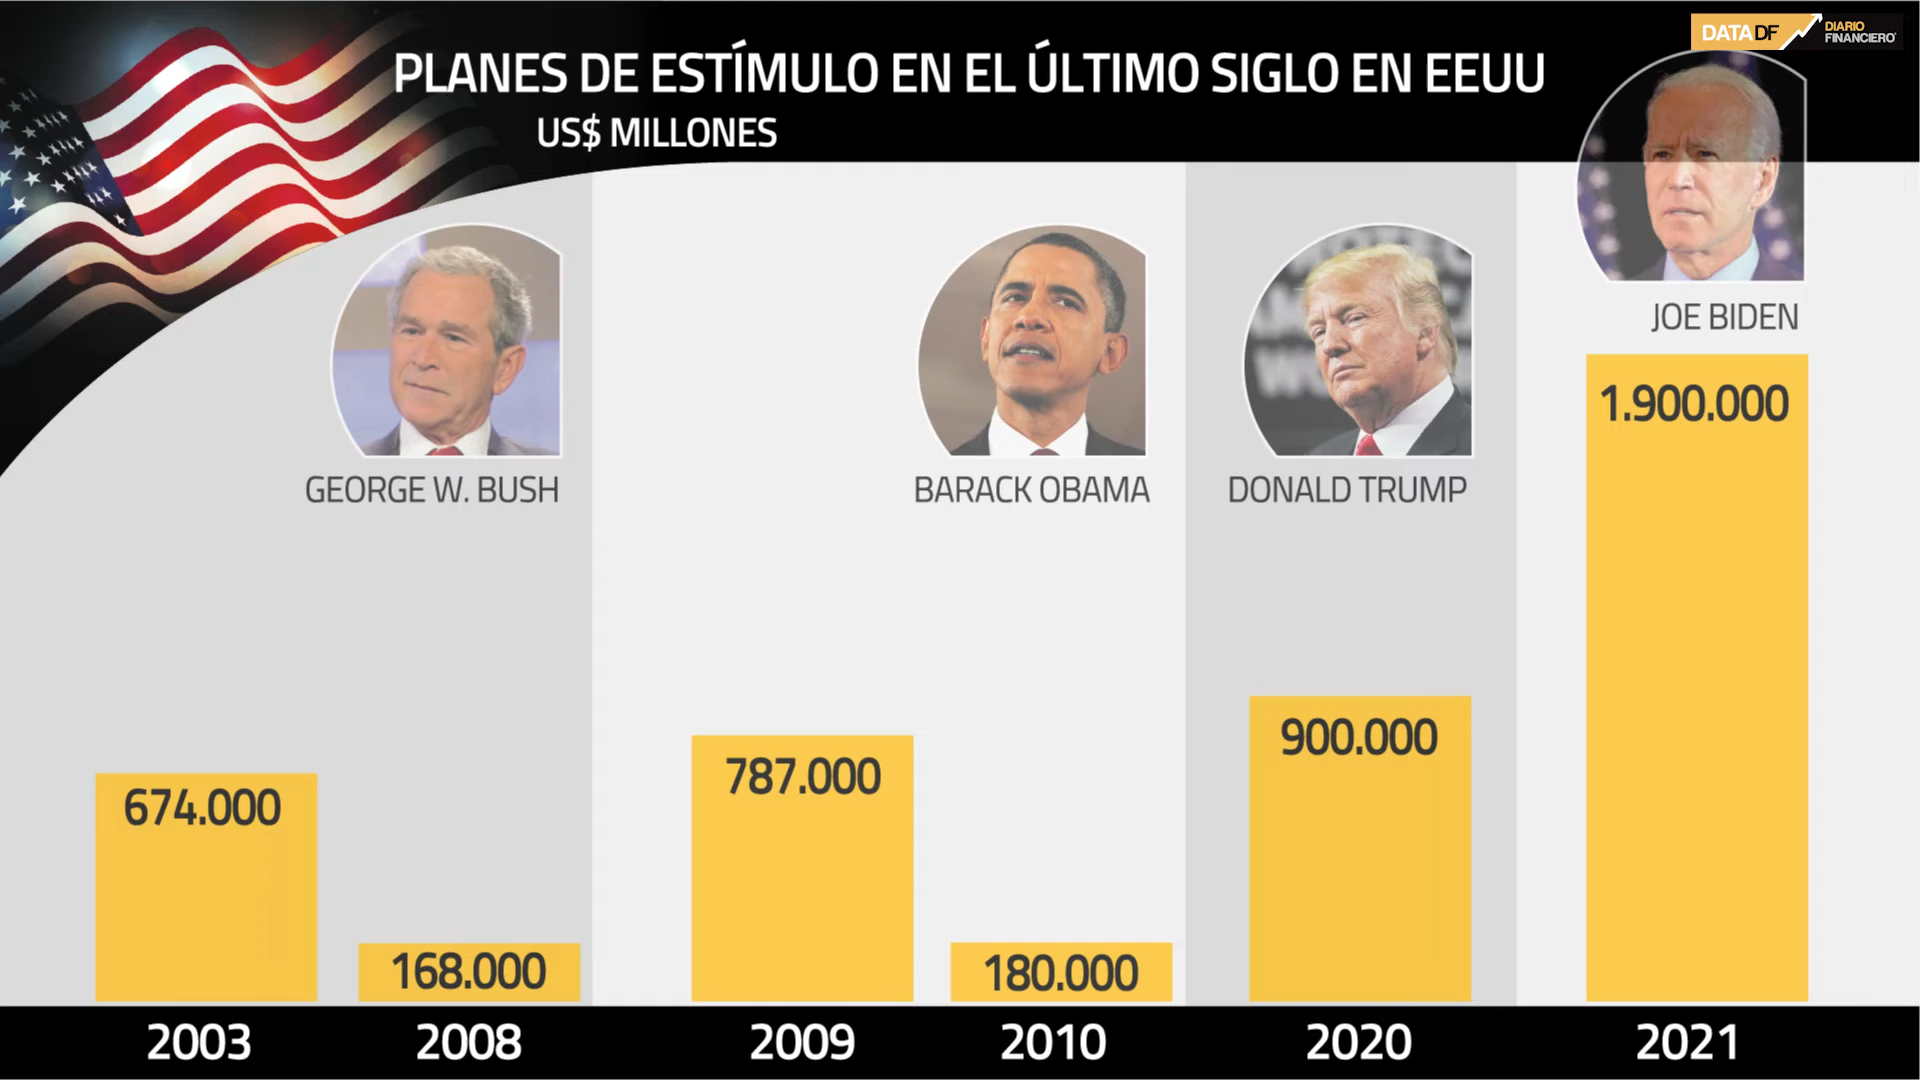 DATA DF
DIARIO
FINANCIERO
PLANES DE ESTÍMULO EN EL ÚLTIMO SIGLO EN EEUU
US$ MILLONES
GEORGE W. BUSH
BARACK OBAMA
DONALD TRUMP
JOE BIDEN
674.000
168.000
787.000
180.000
900.000
1.900.000
2003
2008
2009
2010
2020
2021